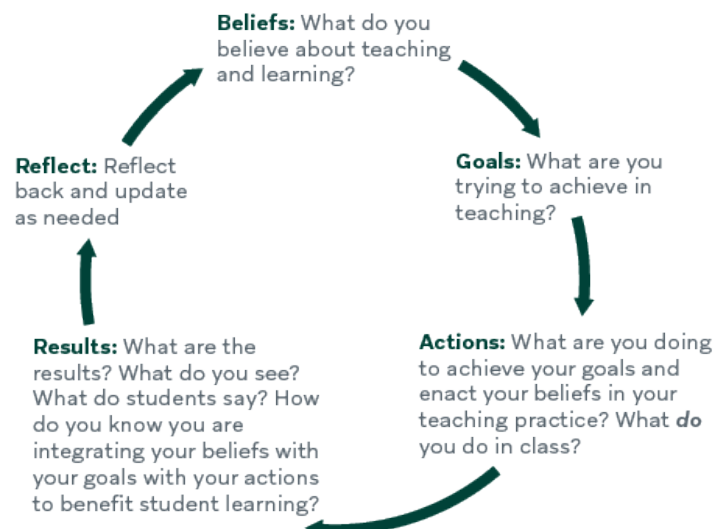 Beliefs: What do you
believe about teaching
and learning?
Goals: What are you
trying to achieve in
teaching?
Actions: What are you doing
to achieve your goals and
enact your beliefs in your
teaching practice? What do
you do in class?
Results: What are the
results? What do you see?
What do students say? How
do you know you are
integrating your beliefs with
your goals with your actions
to benefit student learning?
Reflect: Reflect
back and update
as needed